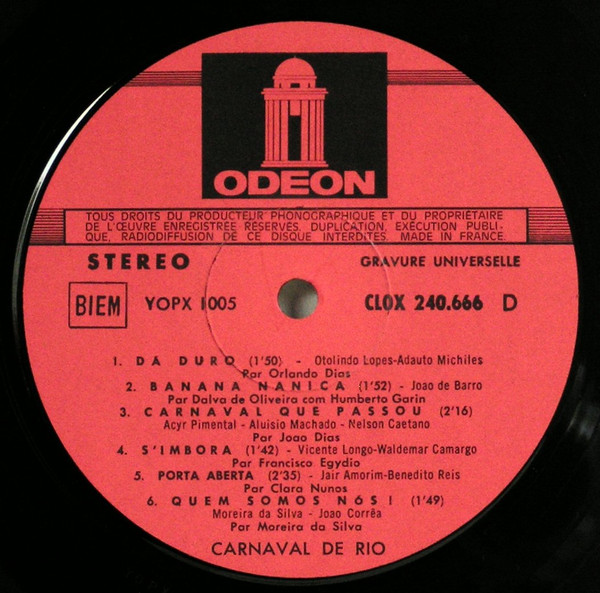 ODEON
TOUS DROITS DU PRODUCTEUR PHONOGRAPHIQUE ET DU PROPRIÉTAIRE
DE L'ŒUVRE ENREGISTRÉE RÉSERVÉS. DUPLICATION, EXÉCUTION PUBLI-
QUE, RADIODIFFUSION DE CE DISQUE INTERDITES. MADE IN FRANCE.
STEREO GRAVURE UNIVERSELLE
BIEM YOPX 1005 CLOX 240.666 D
1. DA DURO (1'50) - Otolindo Lopes-Adauto Michiles
Par Orlando Dias
2. BANANA NANICA (1'52) - Joao de Barro
Par Dalva de Oliveira com Humberto Garin
3. CARNAVAL QUE PASSOU (2'16)
Acyr Pimental - Aluisio Machado - Nelson Caetano
Par Joao Dias
4. S'IMBORA (1'42) - Vicente Longo-Waldemar Camargo
Par Francisco Egydio
5. PORTA ABERTA (2'35) - Jair Amorim-Benedito Reis
Par Clara Nunos
6. QUEM SOMOS NÓS! (1'49)
Moreira da Silva - Joao Corrêa
Par Moreira da Silva
CARNAVAL DE RIO